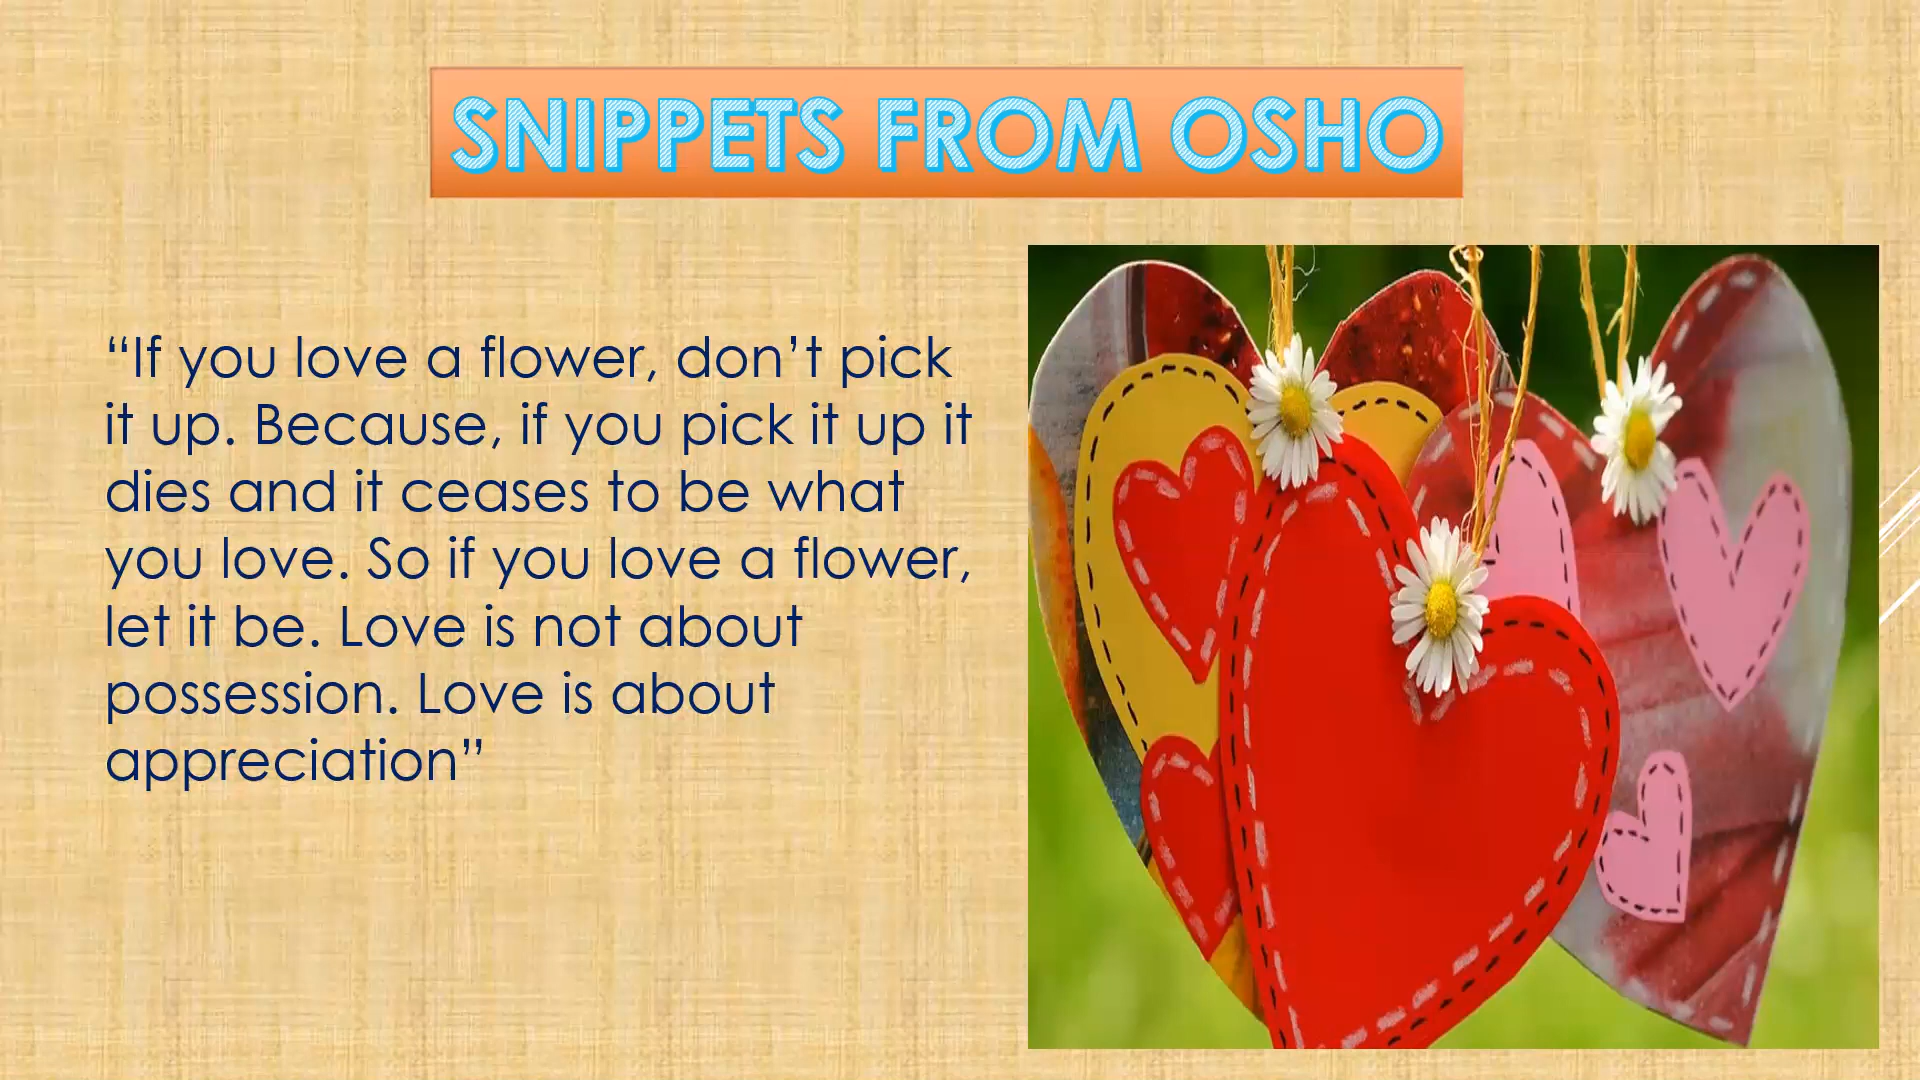 SNIPPETS FROM OSHO
“If you love a flower, don’t pick
it up. Because, if you pick it up it
dies and it ceases to be what
you love. So if you love a flower,
let it be. Love is not about
possession. Love is about
appreciation”